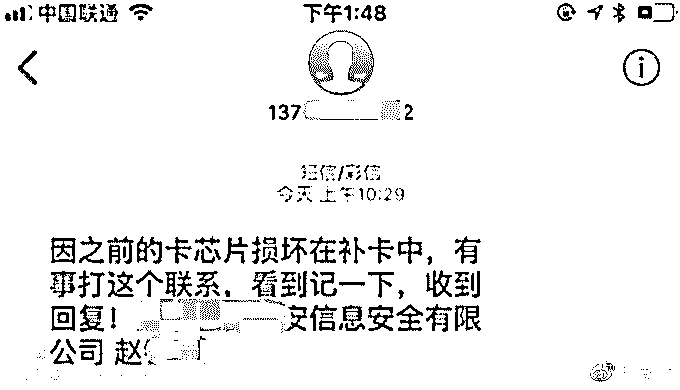 中国联通 下午1:48
137 2
短信/彩信
今天 上午10:29
因之前的卡芯片损坏在补卡中，有
事打这个联系，看到记一下，收到
回复！ 安信息安全有限
公司 赵